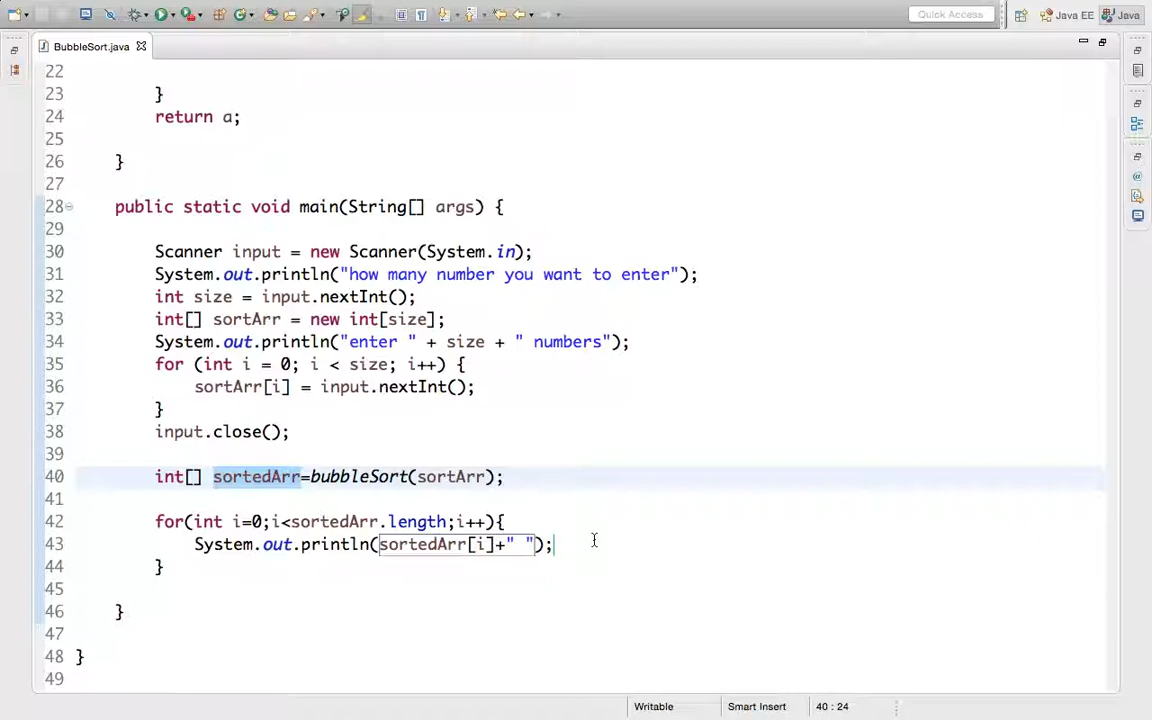 Quick Access
Java EE
Java
BubbleSort.java
22
23 }
24 return a;
25
26 }
27
28 public static void main(String[] args) {
29
30 Scanner input = new Scanner(System.in);
31 System.out.println("how many number you want to enter");
32 int size = input.nextInt();
33 int[] sortArr = new int[size];
34 System.out.println("enter " + size + " numbers");
35 for (int i = 0; i < size; i++) {
36 sortArr[i] = input.nextInt();
37 }
38 input.close();
39
40 int[] sortedArr=bubbleSort(sortArr);
41
42 for(int i=0;i<sortedArr.length;i++){
43 System.out.println(sortedArr[i]+" ");
44 }
45
46 }
47
48 }
49
Writable
Smart Insert
40 : 24